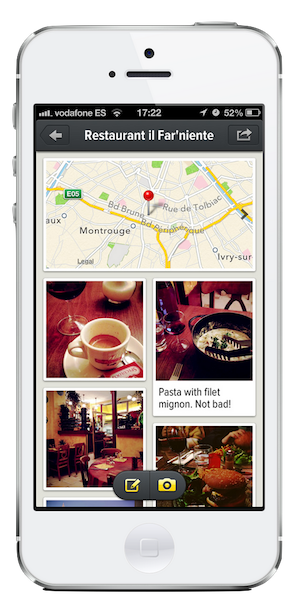 vodafone ES 17:22 52%
Restaurant il Far'niente
E05
Bd Brune
Rue de Tolbiac
aux
Bd Périphérique
Montrouge
Ivry-sur
Legal
Pasta with filet
mignon. Not bad!